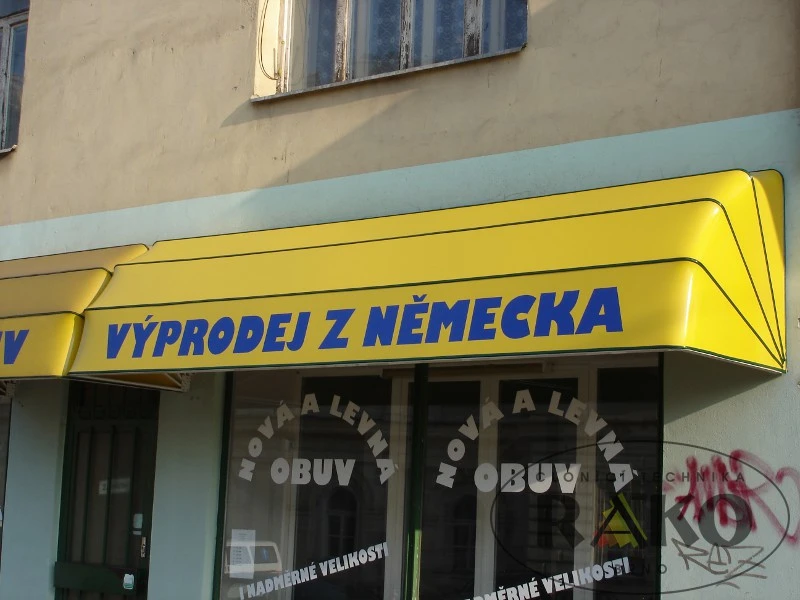 VÝPRODEJ Z NĚMECKA
NOVÁ A LEVNÁ
OBUV
I NADMĚRNÉ VELIKOSTI
NOVÁ A LEVNÁ
OBUV
NADMĚRNÉ VELIKOSTI
RAKO